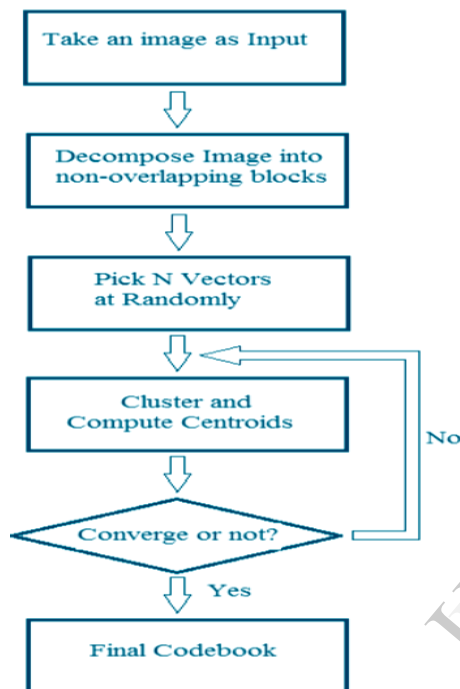 Take an image as Input
Decompose Image into
non-overlapping blocks
Pick N Vectors
at Randomly
Cluster and
Compute Centroids
No
Converge or not?
Yes
Final Codebook